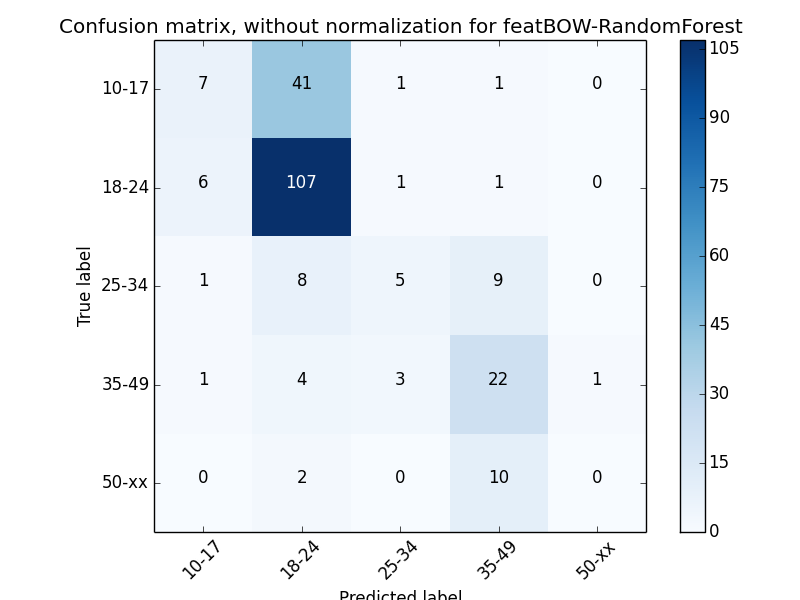 Confusion matrix, without normalization for featBOW-RandomForest
10-17 7 41 1 1 0
18-24 6 107 1 1 0
25-34 1 8 5 9 0
35-49 1 4 3 22 1
50-xx 0 2 0 10 0
10-17 18-24 25-34 35-49 50-xx
True label
Predicted label
105
90
75
60
45
30
15
0